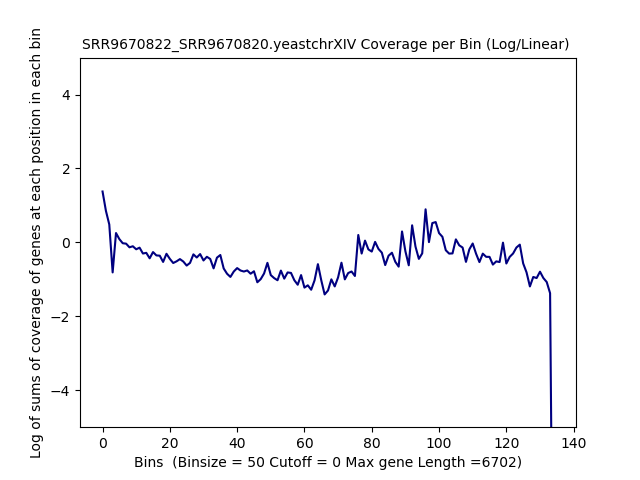 SRR9670822_SRR9670820.yeastchrXIV Coverage per Bin (Log/Linear)
Log of sums of coverage of genes at each position in each bin
4
2
0
−2
−4
0 20 40 60 80 100 120 140
Bins  (Binsize = 50 Cutoff = 0 Max gene Length =6702)